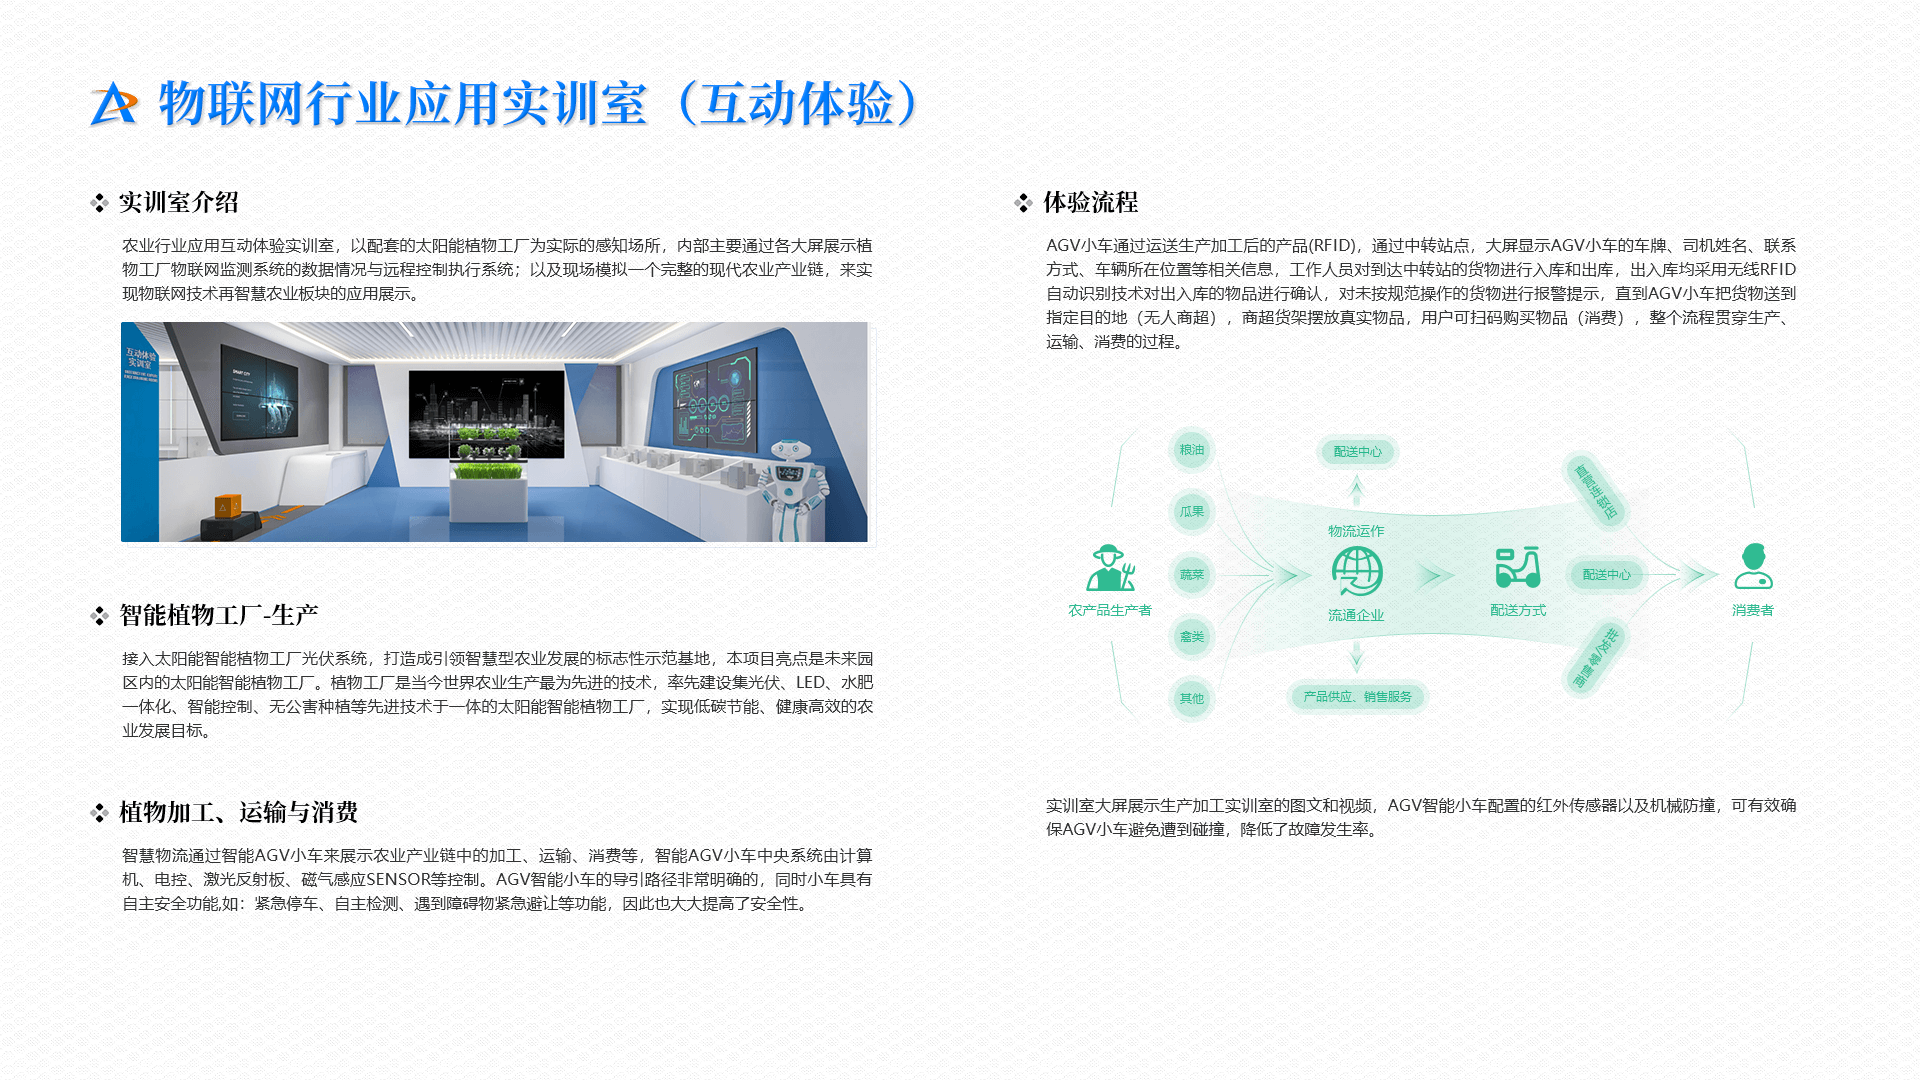 物联网行业应用实训室（互动体验）
实训室介绍
农业行业应用互动体验实训室，以配套的太阳能植物工厂为实际的感知场所，内部主要通过各大屏展示植
物工厂物联网监测系统的数据情况与远程控制执行系统；以及现场模拟一个完整的现代农业产业链，来实
现物联网技术再智慧农业板块的应用展示。
互动体验
实训室
SMART CITY
智能植物工厂-生产
接入太阳能智能植物工厂光伏系统，打造成引领智慧型农业发展的标志性示范基地，本项目亮点是未来园
区内的太阳能智能植物工厂。植物工厂是当今世界农业生产最为先进的技术，率先建设集光伏、LED、水肥
一体化、智能控制、无公害种植等先进技术于一体的太阳能智能植物工厂，实现低碳节能、健康高效的农
业发展目标。
植物加工、运输与消费
智慧物流通过智能AGV小车来展示农业产业链中的加工、运输、消费等，智能AGV小车中央系统由计算
机、电控、激光反射板、磁气感应SENSOR等控制。AGV智能小车的导引路径非常明确的，同时小车具有
自主安全功能,如：紧急停车、自主检测、遇到障碍物紧急避让等功能，因此也大大提高了安全性。
体验流程
AGV小车通过运送生产加工后的产品(RFID)，通过中转站点，大屏显示AGV小车的车牌、司机姓名、联系
方式、车辆所在位置等相关信息，工作人员对到达中转站的货物进行入库和出库，出入库均采用无线RFID
自动识别技术对出入库的物品进行确认，对未按规范操作的货物进行报警提示，直到AGV小车把货物送到
指定目的地（无人商超），商超货架摆放真实物品，用户可扫码购买物品（消费），整个流程贯穿生产、
运输、消费的过程。
农产品生产者
粮油
瓜果
蔬菜
禽类
其他
配送中心
物流运作
流通企业
产品供应、销售服务
配送方式
直营连锁店
配送中心
批发/零售商
消费者
实训室大屏展示生产加工实训室的图文和视频，AGV智能小车配置的红外传感器以及机械防撞，可有效确
保AGV小车避免遭到碰撞，降低了故障发生率。